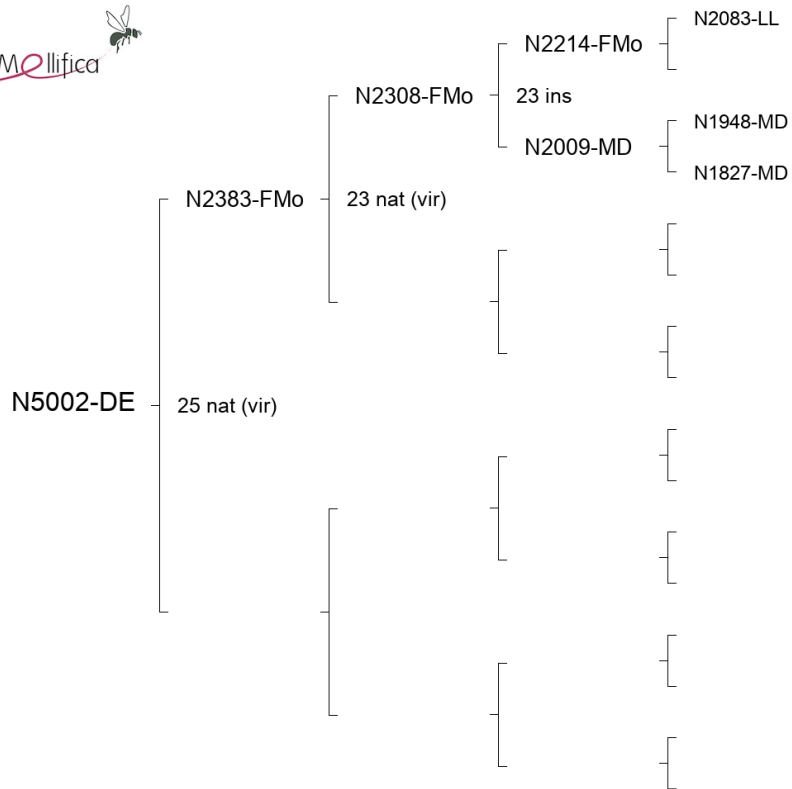 Mellifica
N2083-LL
N2214-FMo
N2308-FMo
23 ins
N1948-MD
N2009-MD
N1827-MD
N2383-FMo
23 nat (vir)
N5002-DE
25 nat (vir)